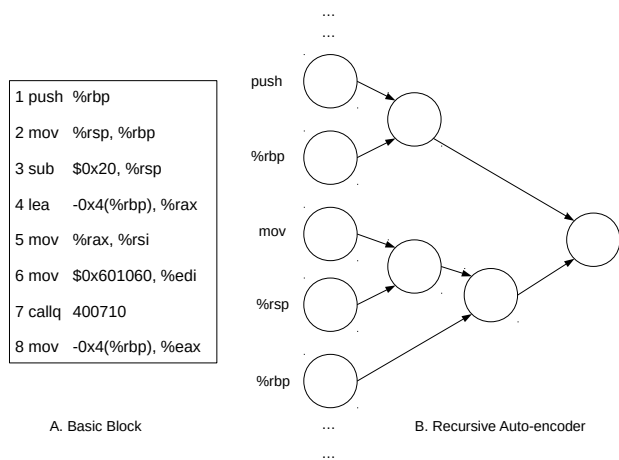 1 push %rbp
2 mov %rsp, %rbp
3 sub $0x20, %rsp
4 lea -0x4(%rbp), %rax
5 mov %rax, %rsi
6 mov $0x601060, %edi
7 callq 400710
8 mov -0x4(%rbp), %eax
A. Basic Block
...
...
push
%rbp
mov
%rsp
%rbp
...
...
B. Recursive Auto-encoder